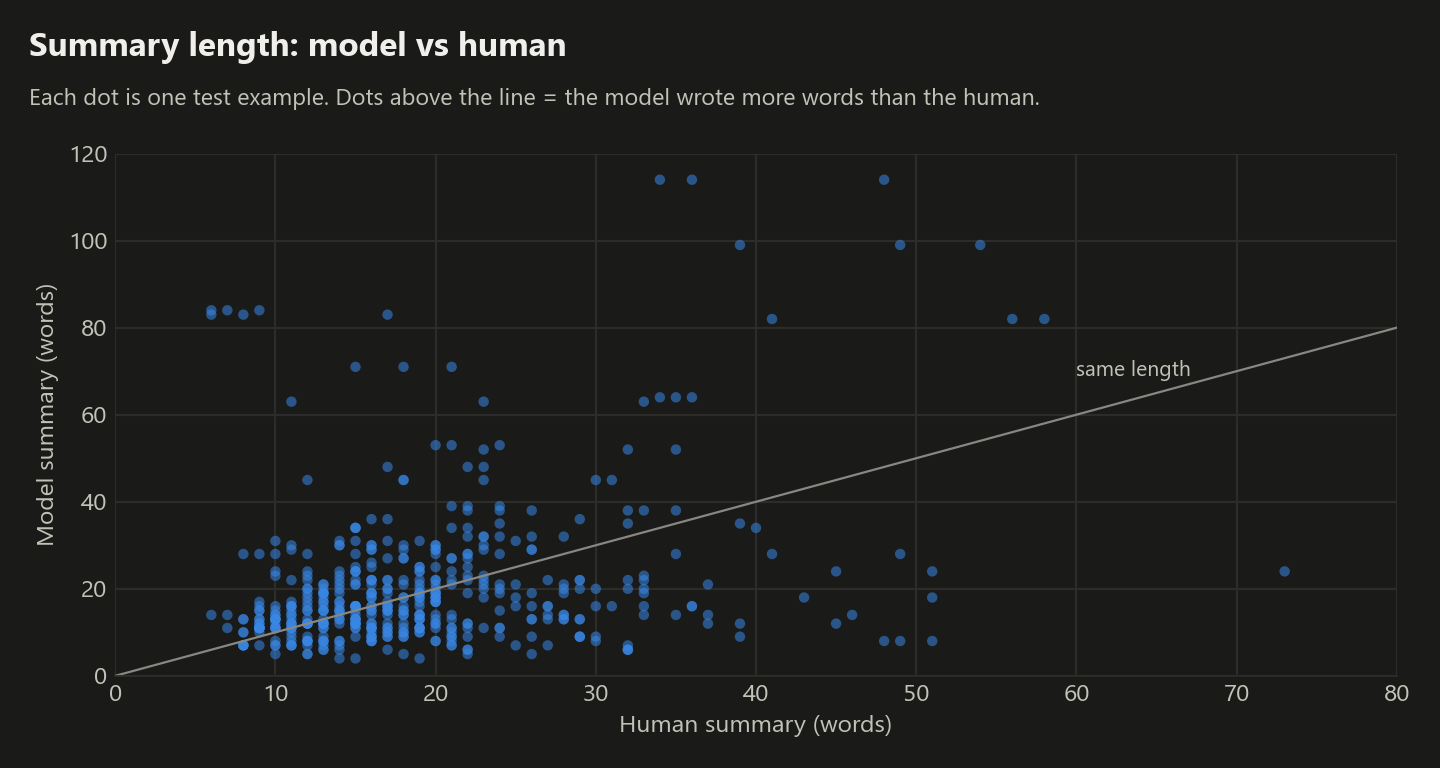 Summary length: model vs human
Each dot is one test example. Dots above the line = the model wrote more words than the human.
120
100
80
60
40
20
0
Model summary (words)
same length
0 10 20 30 40 50 60 70 80
Human summary (words)